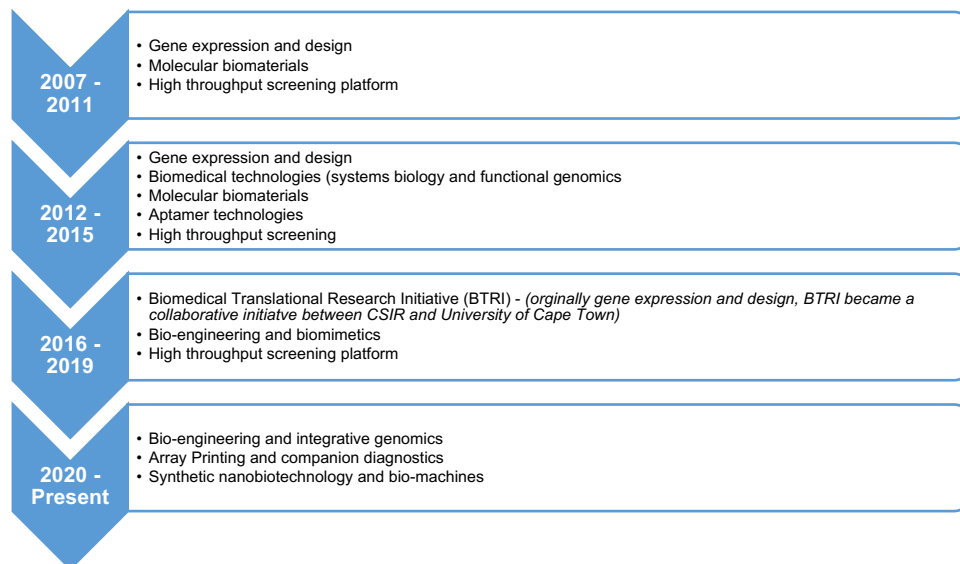 2007 -
2011
• Gene expression and design
• Molecular biomaterials
• High throughput screening platform
2012 -
2015
• Gene expression and design
• Biomedical technologies (systems biology and functional genomics
• Molecular biomaterials
• Aptamer technologies
• High throughput screening
2016 -
2019
• Biomedical Translational Research Initiative (BTRI) - (orginally gene expression and design, BTRI became a
collaborative initiatve between CSIR and University of Cape Town)
• Bio-engineering and biomimetics
• High throughput screening platform
2020 -
Present
• Bio-engineering and integrative genomics
• Array Printing and companion diagnostics
• Synthetic nanobiotechnology and bio-machines